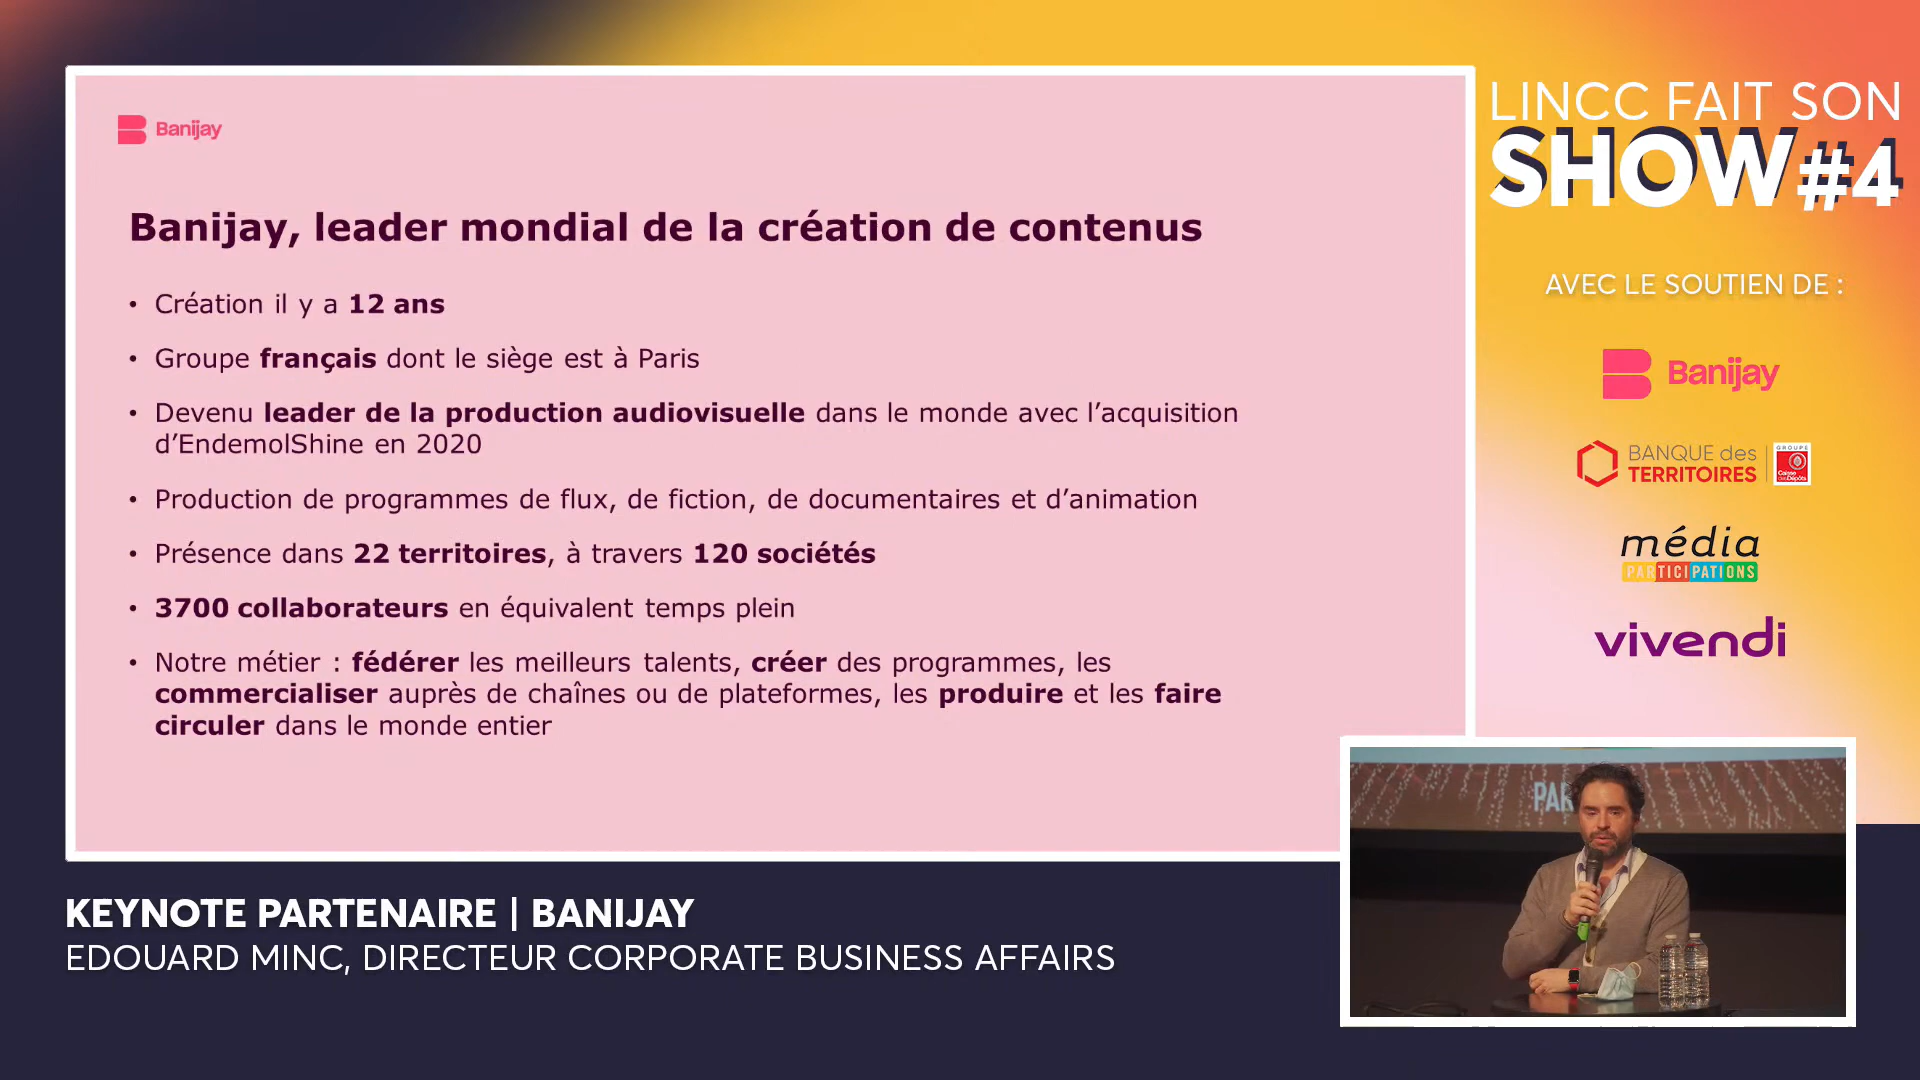 Banijay
Banijay, leader mondial de la création de contenus
• Création il y a 12 ans
• Groupe français dont le siège est à Paris
• Devenu leader de la production audiovisuelle dans le monde avec l’acquisition
d’EndemolShine en 2020
• Production de programmes de flux, de fiction, de documentaires et d’animation
• Présence dans 22 territoires, à travers 120 sociétés
• 3700 collaborateurs en équivalent temps plein
• Notre métier : fédérer les meilleurs talents, créer des programmes, les
commercialiser auprès de chaînes ou de plateformes, les produire et les faire
circuler dans le monde entier
LINCC FAIT SON
SHOW #4
AVEC LE SOUTIEN DE :
Banijay
BANQUE des
TERRITOIRES
GROUPE
Caisse
des Dépôts
média
PARTICIPATIONS
vivendi
PAR
KEYNOTE PARTENAIRE | BANIJAY
EDOUARD MINC, DIRECTEUR CORPORATE BUSINESS AFFAIRS